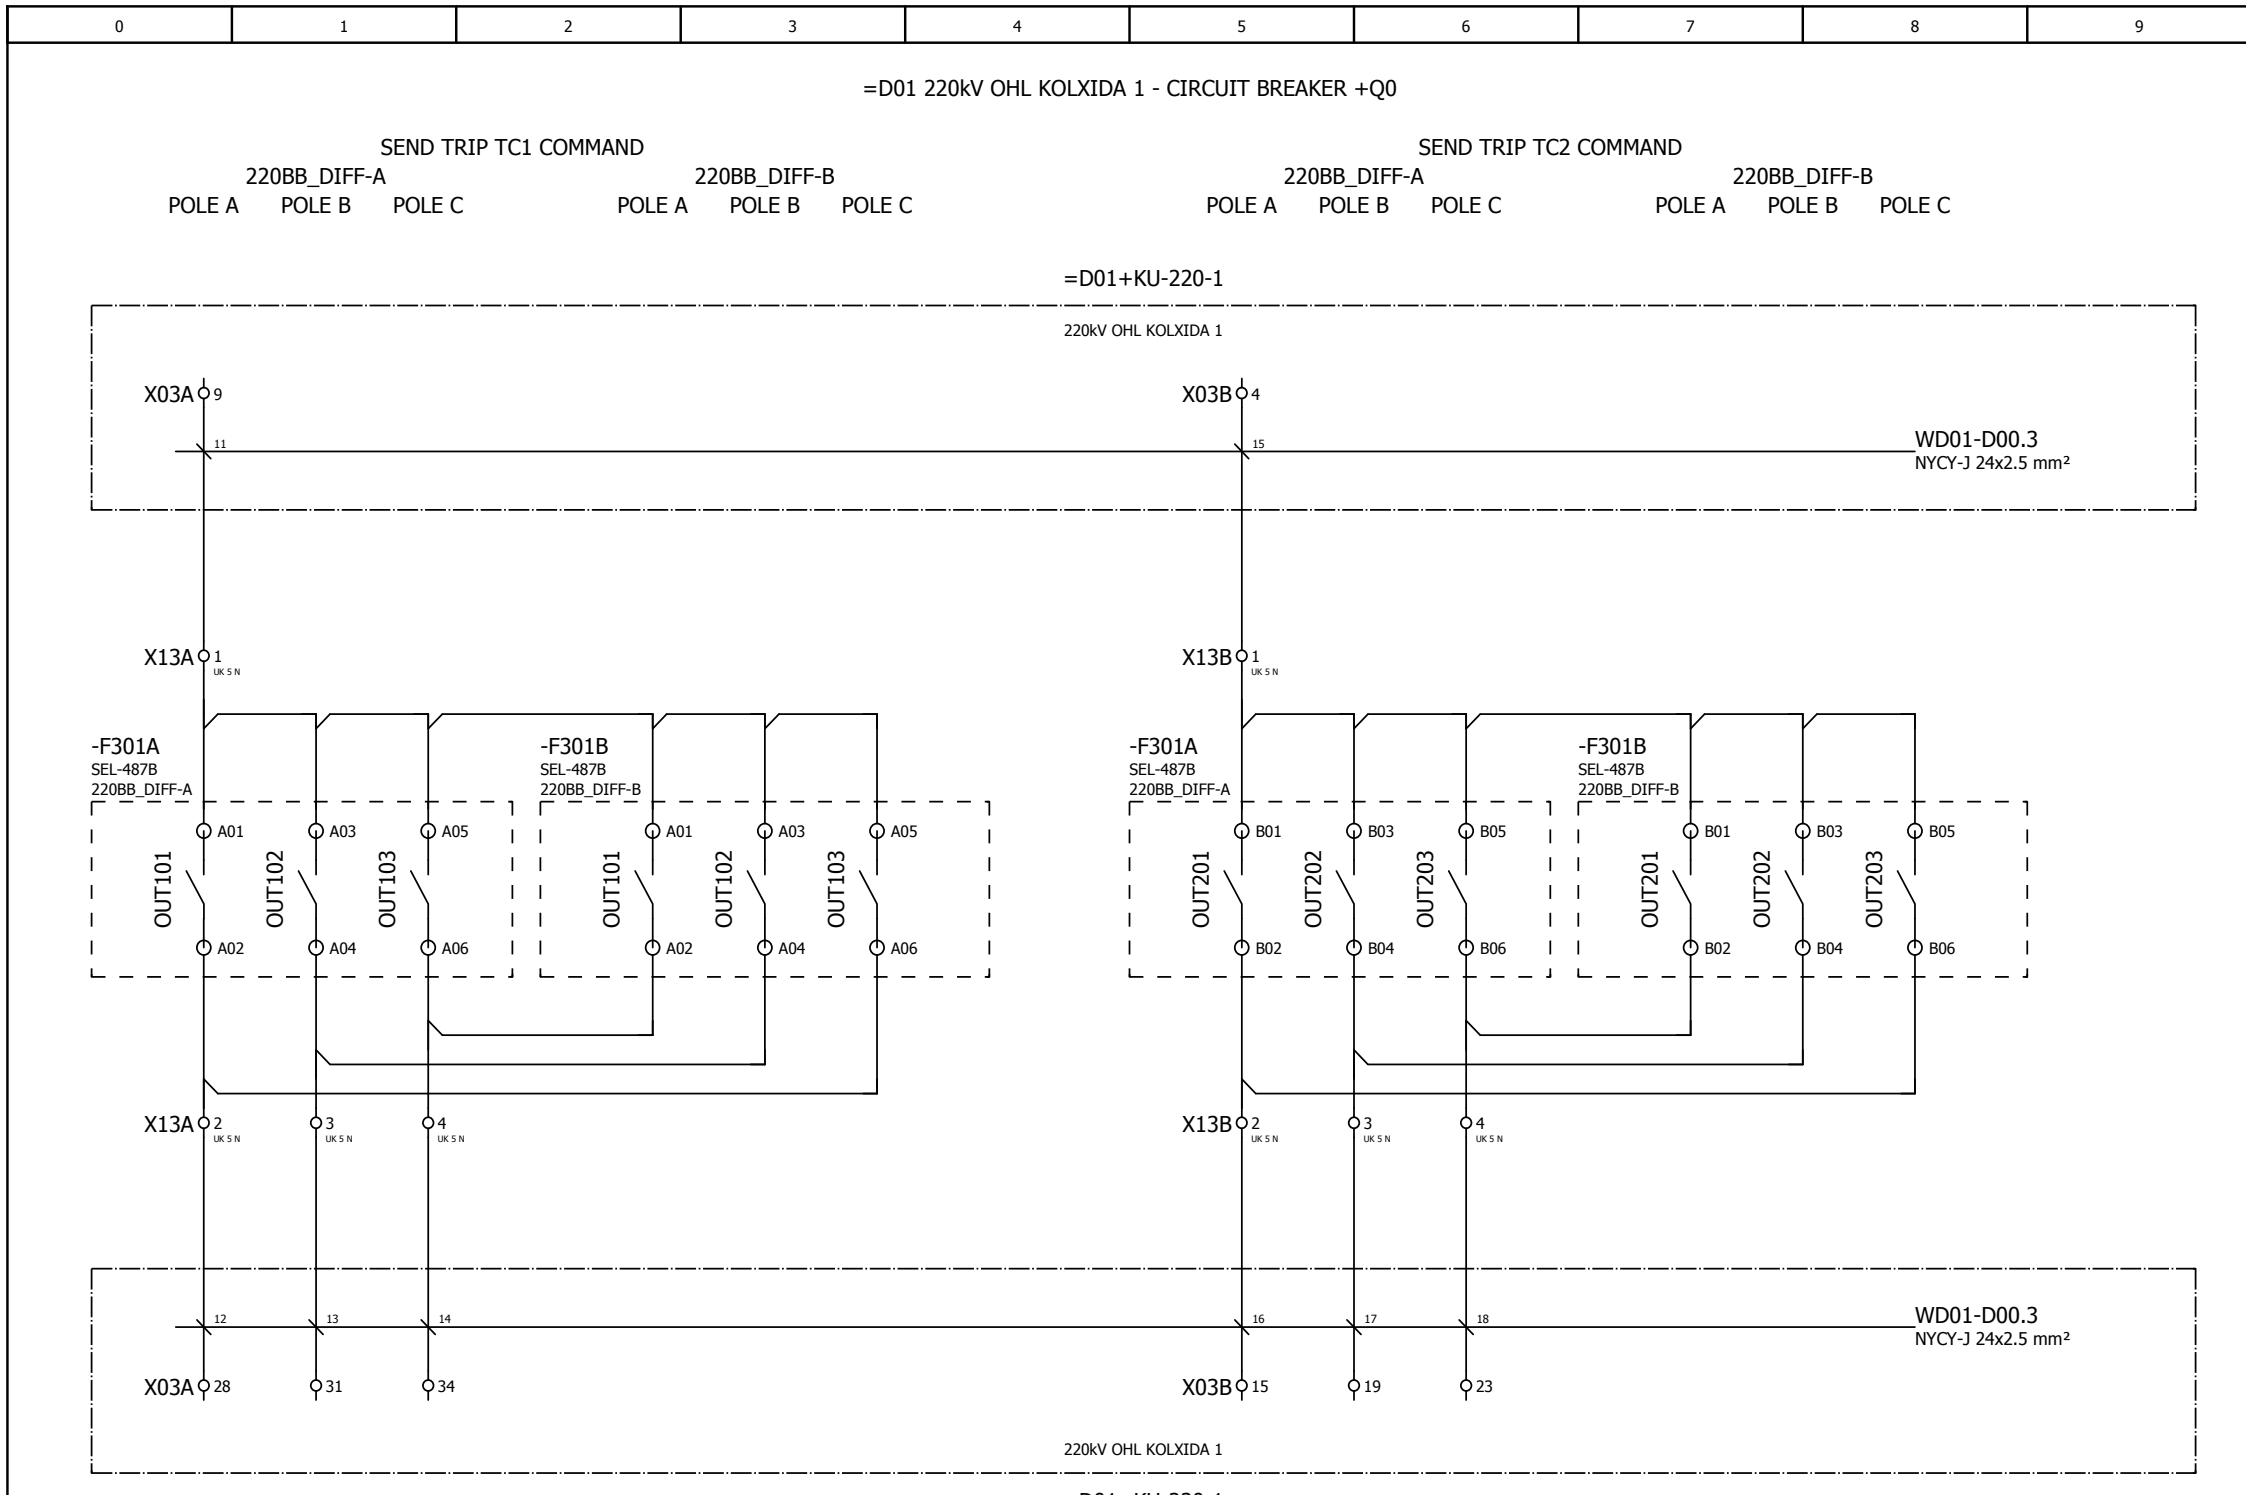 0 1 2 3 4 5 6 7 8 9
=D01 220kV OHL KOLXIDA 1 - CIRCUIT BREAKER +Q0
SEND TRIP TC1 COMMAND SEND TRIP TC2 COMMAND
220BB_DIFF-A 220BB_DIFF-B 220BB_DIFF-A 220BB_DIFF-B
POLE A POLE B POLE C POLE A POLE B POLE C POLE A POLE B POLE C POLE A POLE B POLE C
=D01+KU-220-1
220kV OHL KOLXIDA 1
X03A 9 X03B 4
11 15 WD01-D00.3
NYCY-J 24x2.5 mm²
X13A 1 X13B 1
UK 5 N UK 5 N
-F301A -F301B -F301A -F301B
SEL-487B SEL-487B SEL-487B SEL-487B
220BB_DIFF-A 220BB_DIFF-B 220BB_DIFF-A 220BB_DIFF-B
A01 A03 A05 A01 A03 A05 B01 B03 B05 B01 B03 B05
OUT101 OUT102 OUT103 OUT101 OUT102 OUT103 OUT201 OUT202 OUT203 OUT201 OUT202 OUT203
A02 A04 A06 A02 A04 A06 B02 B04 B06 B02 B04 B06
X13A 2 3 4 X13B 2 3 4
UK 5 N UK 5 N UK 5 N UK 5 N UK 5 N UK 5 N
12 13 14 16 17 18 WD01-D00.3
NYCY-J 24x2.5 mm²
X03A 28 31 34 X03B 15 19 23
220kV OHL KOLXIDA 1